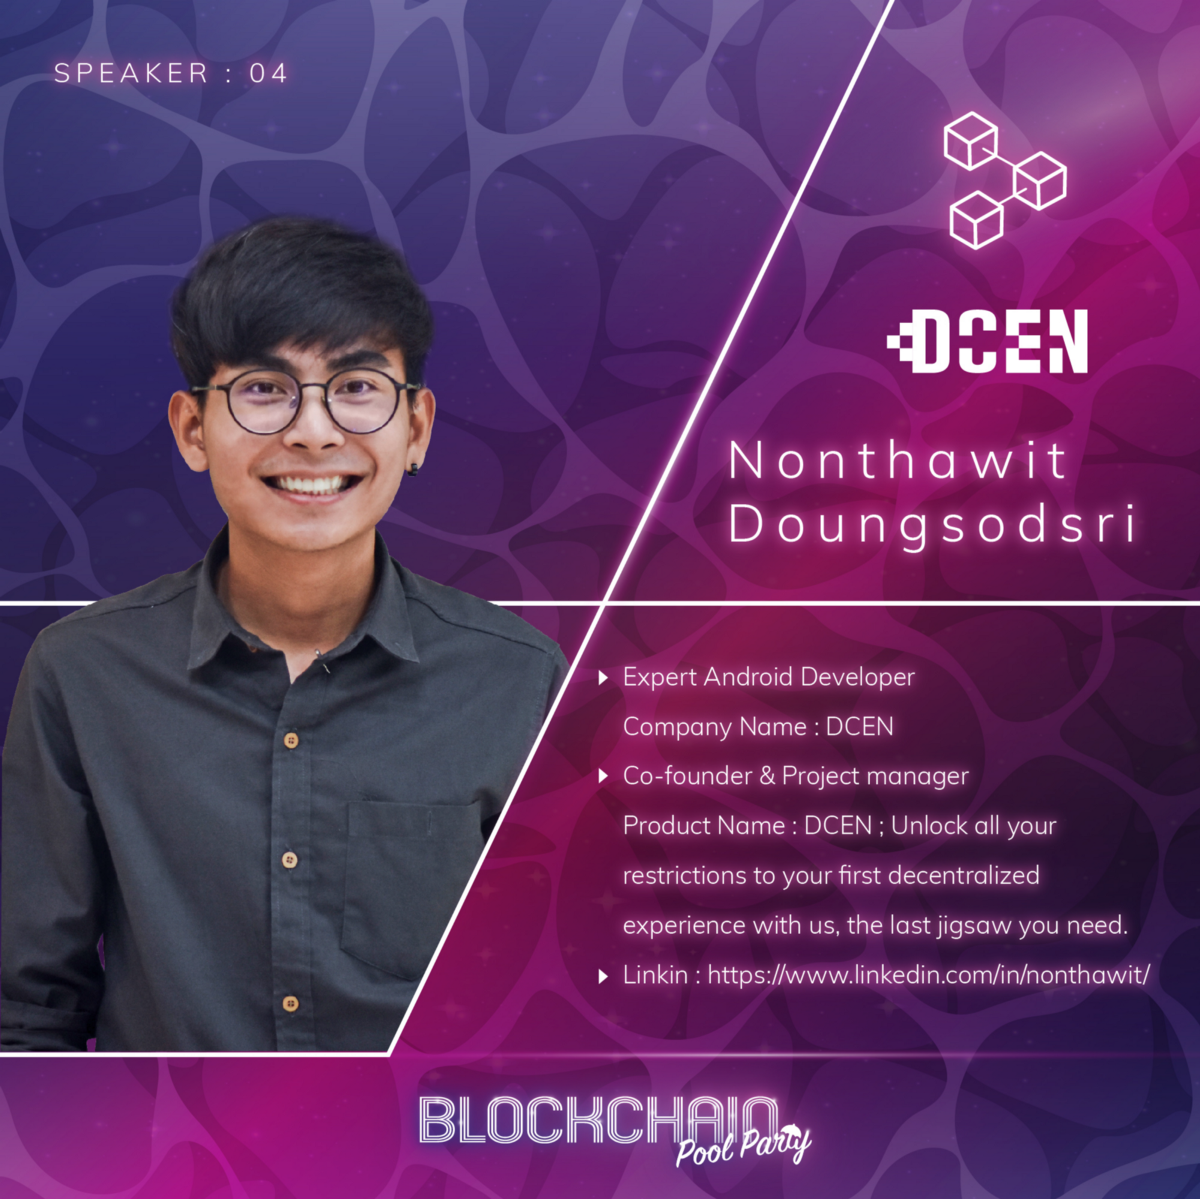 SPEAKER : 04
DCEN
Nonthawit
Doungsodsri
Expert Android Developer
Company Name : DCEN
Co-founder & Project manager
Product Name : DCEN ; Unlock all your
restrictions to your first decentralized
experience with us, the last jigsaw you need.
Linkin : https://www.linkedin.com/in/nonthawit/
BLOCKCHAIN
Pool Party